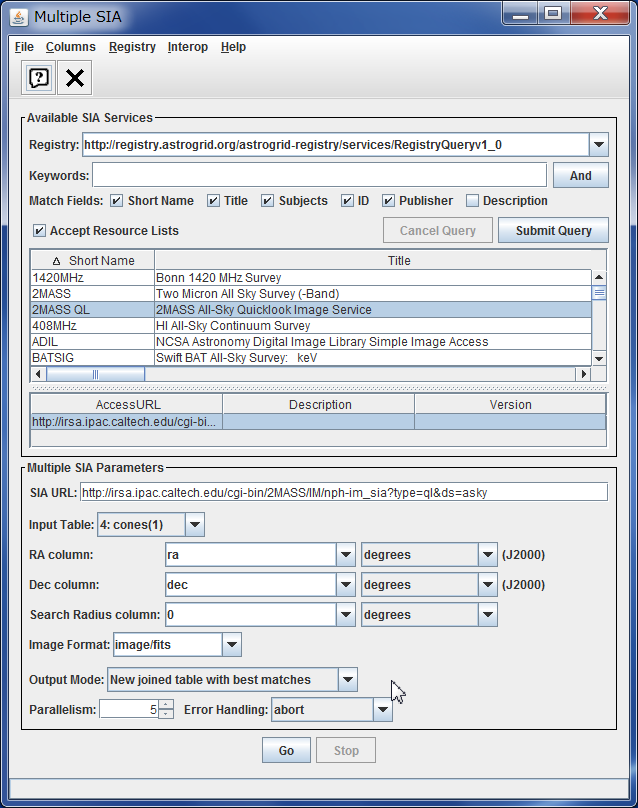 Multiple SIA
File Columns Registry Interop Help
Available SIA Services
Registry: http://registry.astrogrid.org/astrogrid-registry/services/RegistryQueryv1_0
Keywords: And
Match Fields: Short Name Title Subjects ID Publisher Description
Accept Resource Lists Cancel Query Submit Query
Short Name Title
1420MHz Bonn 1420 MHz Survey
2MASS Two Micron All Sky Survey (-Band)
2MASS QL 2MASS All-Sky Quicklook Image Service
408MHz HI All-Sky Continuum Survey
ADIL NCSA Astronomy Digital Image Library Simple Image Access
BATSIG Swift BAT All-Sky Survey: keV
AccessURL Description Version
http://irsa.ipac.caltech.edu/cgi-bi...
Multiple SIA Parameters
SIA URL: http://irsa.ipac.caltech.edu/cgi-bin/2MASS/IM/nph-im_sia?type=ql&ds=asky
Input Table: 4: cones(1)
RA column: ra degrees (J2000)
Dec column: dec degrees (J2000)
Search Radius column: 0 degrees
Image Format: image/fits
Output Mode: New joined table with best matches
Parallelism: 5 Error Handling: abort
Go Stop